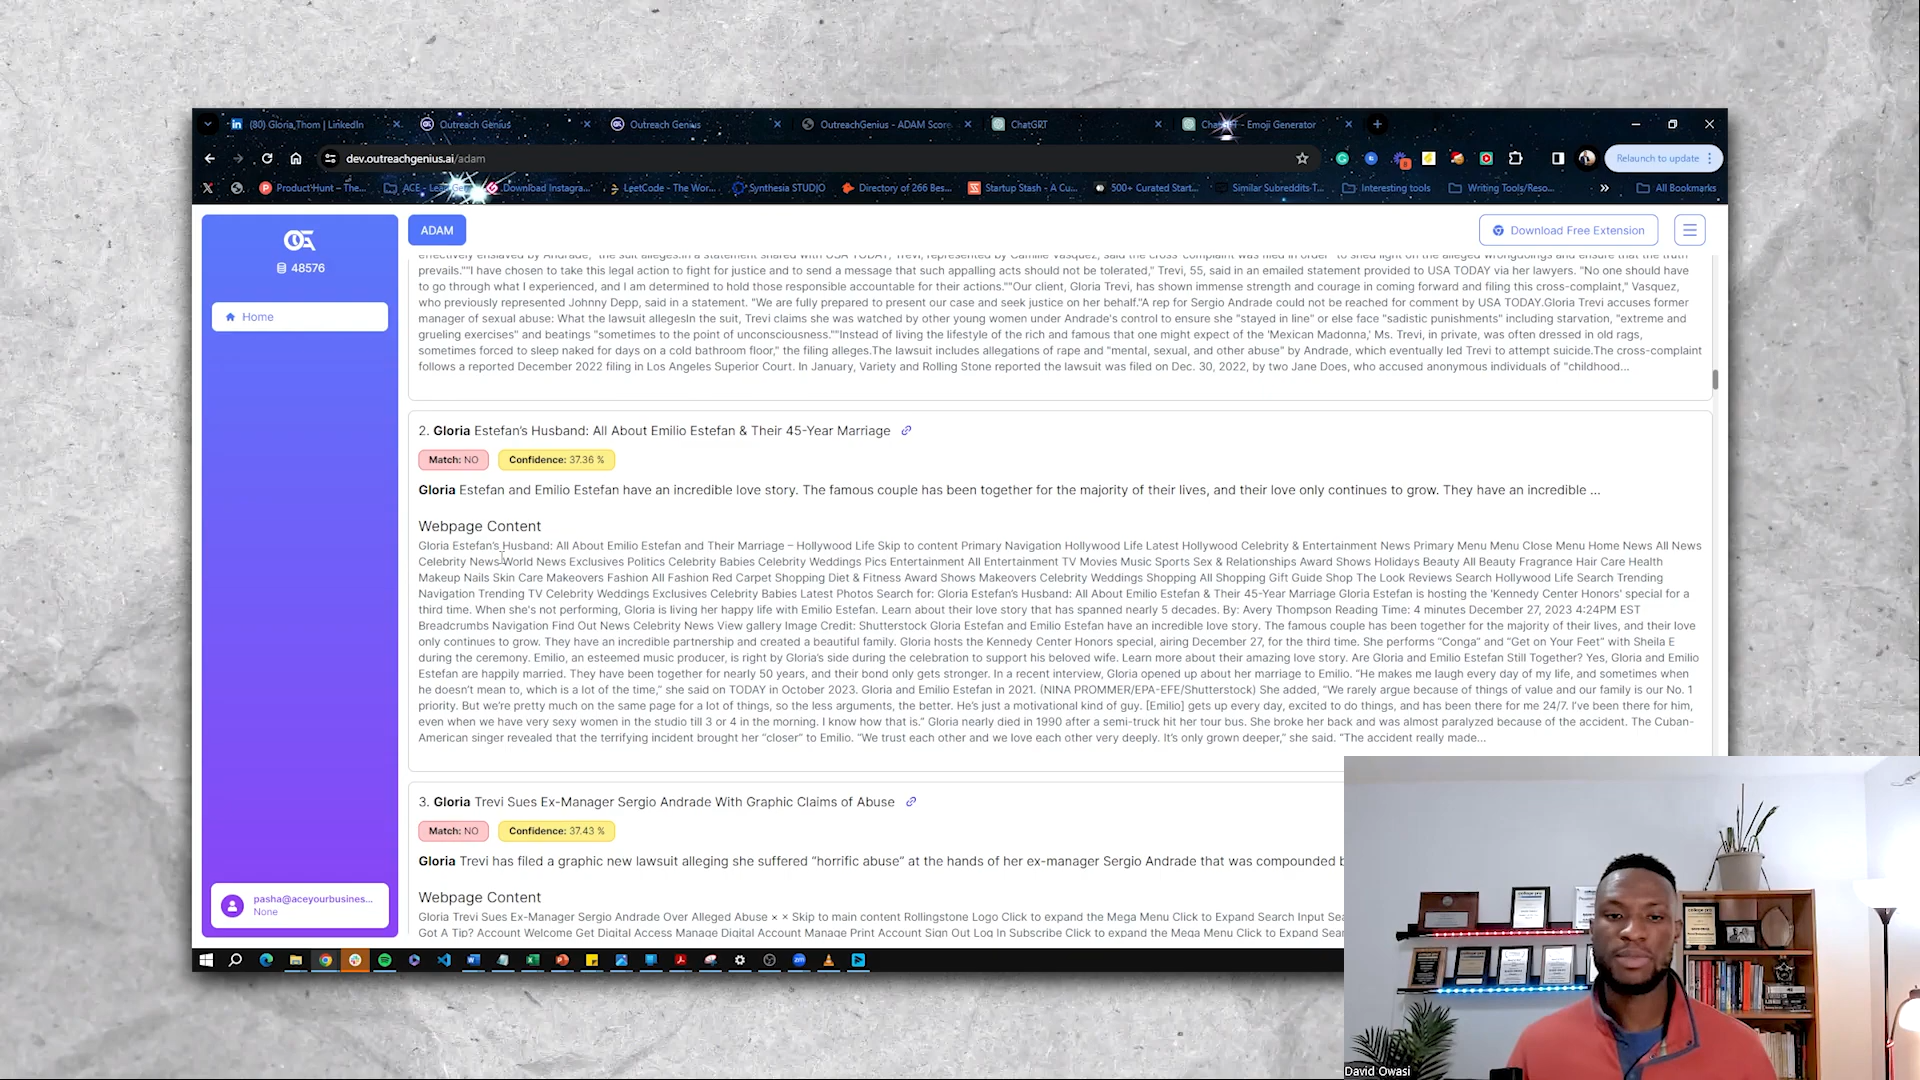 (80) Gloria Thom | LinkedIn
Outreach Genius
Outreach Genius
OutreachGenius - ADAM Score
ChatGPT
- Emoji Generator
dev.outreachgenius.ai/adam
Relaunch to update
Product Hunt - The...
ACE - Lead Gen
Download Instagra...
LeetCode - The Wor...
Synthesia STUDIO
Directory of 266 Bes...
Startup Stash - A Cu...
500+ Curated Start...
Similar Subreddits T...
Interesting tools
Writing Tools/Reso...
All Bookmarks
48576
Home
ADAM
Download Free Extension
effectively enslaved by Andrade," the suit alleges.In a statement shared with USA TODAY, Trevi, represented by Camille Vasquez, said the cross-complaint was filed in order "to shed light on the alleged wrongdoings and ensure that the truth
prevails.""I have chosen to take this legal action to fight for justice and to send a message that such appalling acts should not be tolerated," Trevi, 55, said in an emailed statement provided to USA TODAY via her lawyers. "No one should have
to go through what I experienced, and I am determined to hold those responsible accountable for their actions.""Our client, Gloria Trevi, has shown immense strength and courage in coming forward and filing this cross-complaint," Vasquez,
who previously represented Johnny Depp, said in a statement. "We are fully prepared to present our case and seek justice on her behalf."A rep for Sergio Andrade could not be reached for comment by USA TODAY.Gloria Trevi accuses former
manager of sexual abuse: What the lawsuit allegesIn the suit, Trevi claims she was watched by other young women under Andrade's control to ensure she "stayed in line" or else face "sadistic punishments" including starvation, "extreme and
grueling exercises" and beatings "sometimes to the point of unconsciousness.""Instead of living the lifestyle of the rich and famous that one might expect of the 'Mexican Madonna,' Ms. Trevi, in private, was often dressed in old rags,
sometimes forced to sleep naked for days on a cold bathroom floor," the filing alleges.The lawsuit includes allegations of rape and "mental, sexual, and other abuse" by Andrade, which eventually led Trevi to attempt suicide.The cross-complaint
follows a reported December 2022 filing in Los Angeles Superior Court. In January, Variety and Rolling Stone reported the lawsuit was filed on Dec. 30, 2022, by two Jane Does, who accused anonymous individuals of "childhood...
2. Gloria Estefan's Husband: All About Emilio Estefan & Their 45-Year Marriage
Match: NO
Confidence: 37.36 %
Gloria Estefan and Emilio Estefan have an incredible love story. The famous couple has been together for the majority of their lives, and their love only continues to grow. They have an incredible ...
Webpage Content
Gloria Estefan's Husband: All About Emilio Estefan and Their Marriage – Hollywood Life Skip to content Primary Navigation Hollywood Life Latest Hollywood Celebrity & Entertainment News Primary Menu Menu Close Menu Home News All News
Celebrity News World News Exclusives Politics Celebrity Babies Celebrity Weddings Pics Entertainment All Entertainment TV Movies Music Sports Sex & Relationships Award Shows Holidays Beauty All Beauty Fragrance Hair Care Health
Makeup Nails Skin Care Makeovers Fashion All Fashion Red Carpet Shopping Diet & Fitness Award Shows Makeovers Celebrity Weddings Shopping All Shopping Gift Guide Shop The Look Reviews Search Hollywood Life Search Trending
Navigation Trending TV Celebrity Weddings Exclusives Celebrity Babies Latest Photos Search for: Gloria Estefan's Husband: All About Emilio Estefan & Their 45-Year Marriage Gloria Estefan is hosting the 'Kennedy Center Honors' special for a
third time. When she's not performing, Gloria is living her happy life with Emilio Estefan. Learn about their love story that has spanned nearly 5 decades. By: Avery Thompson Reading Time: 4 minutes December 27, 2023 4:24PM EST
Breadcrumbs Navigation Find Out News Celebrity News View gallery Image Credit: Shutterstock Gloria Estefan and Emilio Estefan have an incredible love story. The famous couple has been together for the majority of their lives, and their love
only continues to grow. They have an incredible partnership and created a beautiful family. Gloria hosts the Kennedy Center Honors special, airing December 27, for the third time. She performs "Conga" and "Get on Your Feet" with Sheila E
during the ceremony. Emilio, an esteemed music producer, is right by Gloria's side during the celebration to support his beloved wife. Learn more about their amazing love story. Are Gloria and Emilio Estefan Still Together? Yes, Gloria and Emilio
Estefan are happily married. They have been together for nearly 50 years, and their bond only gets stronger. In a recent interview, Gloria opened up about her marriage to Emilio. "He makes me laugh every day of my life, and sometimes when
he doesn't mean to, which is a lot of the time," she said on TODAY in October 2023. Gloria and Emilio Estefan in 2021. (NINA PROMMER/EPA-EFE/Shutterstock) She added, "We rarely argue because of things of value and our family is our No. 1
priority. But we're pretty much on the same page for a lot of things, so the less arguments, the better. He's just a motivational kind of guy. [Emilio] gets up every day, excited to do things, and has been there for me 24/7. I've been there for him,
even when we have very sexy women in the studio till 3 or 4 in the morning. I know how that is." Gloria nearly died in 1990 after a semi-truck hit her tour bus. She broke her back and was almost paralyzed because of the accident. The Cuban-
American singer revealed that the terrifying incident brought her "closer" to Emilio. "We trust each other and we love each other very deeply. It's only grown deeper," she said. "The accident really made...
3. Gloria Trevi Sues Ex-Manager Sergio Andrade With Graphic Claims of Abuse
Match: NO
Confidence: 37.43 %
Gloria Trevi has filed a graphic new lawsuit alleging she suffered "horrific abuse" at the hands of her ex-manager Sergio Andrade that was compounded b
Webpage Content
Gloria Trevi Sues Ex-Manager Sergio Andrade Over Alleged Abuse × × Skip to main content Rollingstone Logo Click to expand the Mega Menu Click to Expand Search Input Sea
Got A Tip? Account Welcome Get Digital Access Manage Digital Account Manage Print Account Sign Out Log In Subscribe Click to expand the Mega Menu Click to Expand Sear
pasha@aceyourbusines...
None
David Owasi